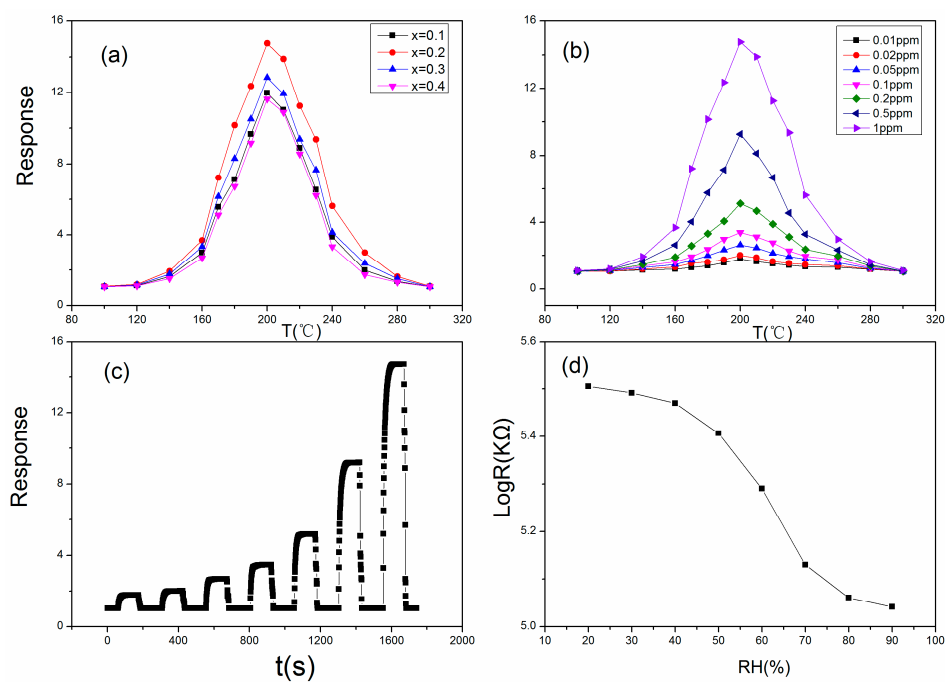 (a)
x=0.1
x=0.2
x=0.3
x=0.4
Response
16
12
8
4
0
80 120 160 200 240 280 320
T(℃)
(b)
0.01ppm
0.02ppm
0.05ppm
0.1ppm
0.2ppm
0.5ppm
1ppm
16
12
8
4
0
80 120 160 200 240 280 320
T(℃)
(c)
Response
16
12
8
4
0
0 400 800 1200 1600 2000
t(s)
(d)
LogR(KΩ)
5.6
5.4
5.2
5.0
10 20 30 40 50 60 70 80 90 100
RH(%)